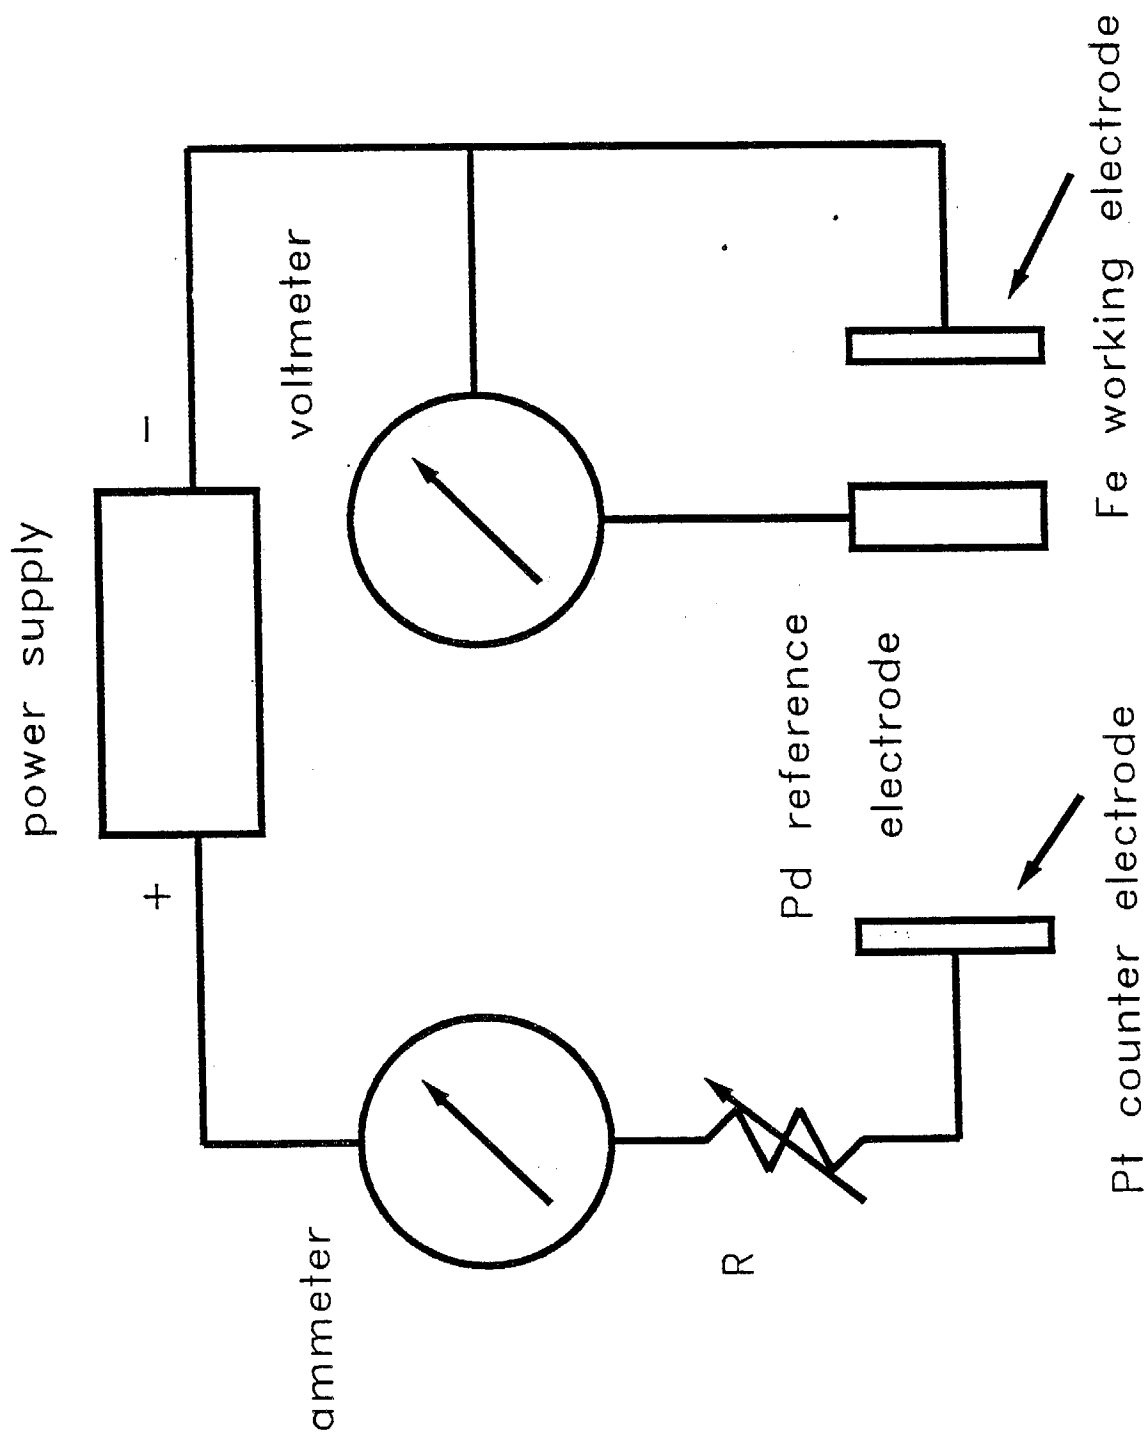 power supply
+
−
voltmeter
ammeter
R
Pd reference
electrode
Pt counter electrode
Fe working electrode